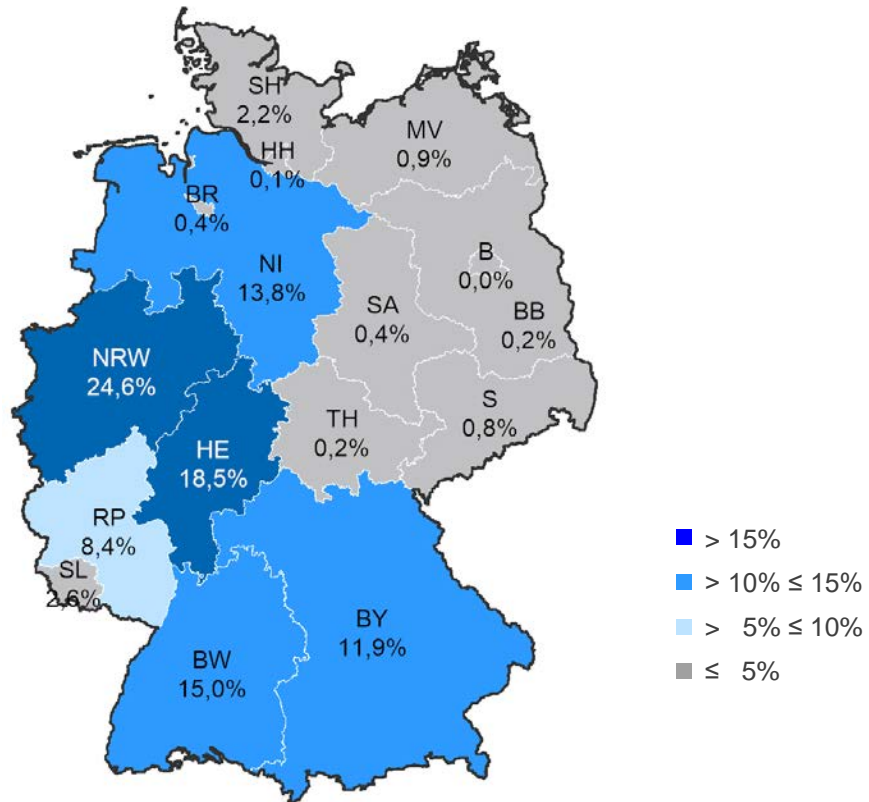 SH
2,2%
MV
0,9%
HH
0,1%
BR
0,4%
B
0,0%
NI
13,8%
SA
0,4%
BB
0,2%
NRW
24,6%
S
0,8%
TH
0,2%
HE
18,5%
RP
8,4%
SL
2,6%
BY
11,9%
BW
15,0%
> 15%
> 10% ≤ 15%
> 5% ≤ 10%
≤ 5%